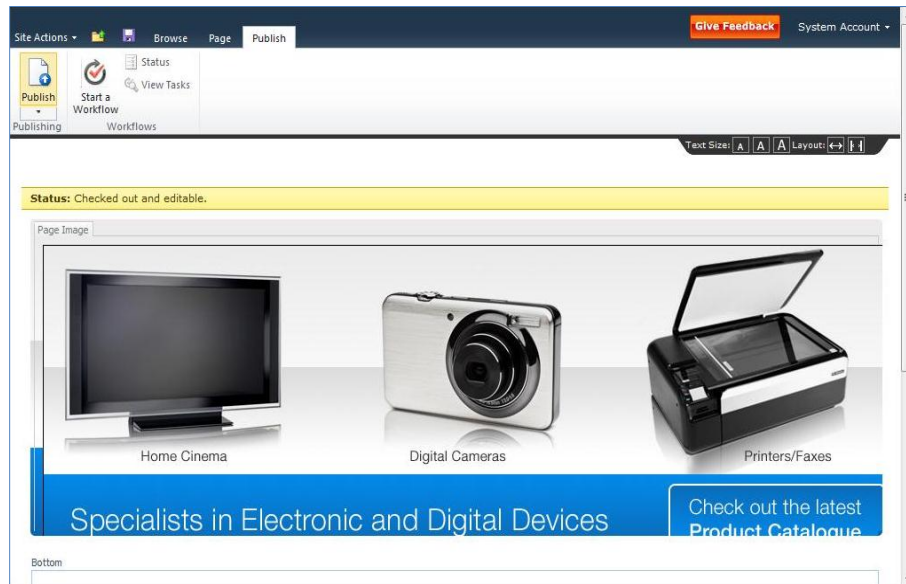 Site Actions
Browse
Page
Publish
Give Feedback
System Account
Publish
Start a
Workflow
Status
View Tasks
Publishing
Workflows
Text Size: A A A Layout:
Status: Checked out and editable.
Page Image
Home Cinema
Digital Cameras
Printers/Faxes
Specialists in Electronic and Digital Devices
Check out the latest
Product Catalogue
Bottom